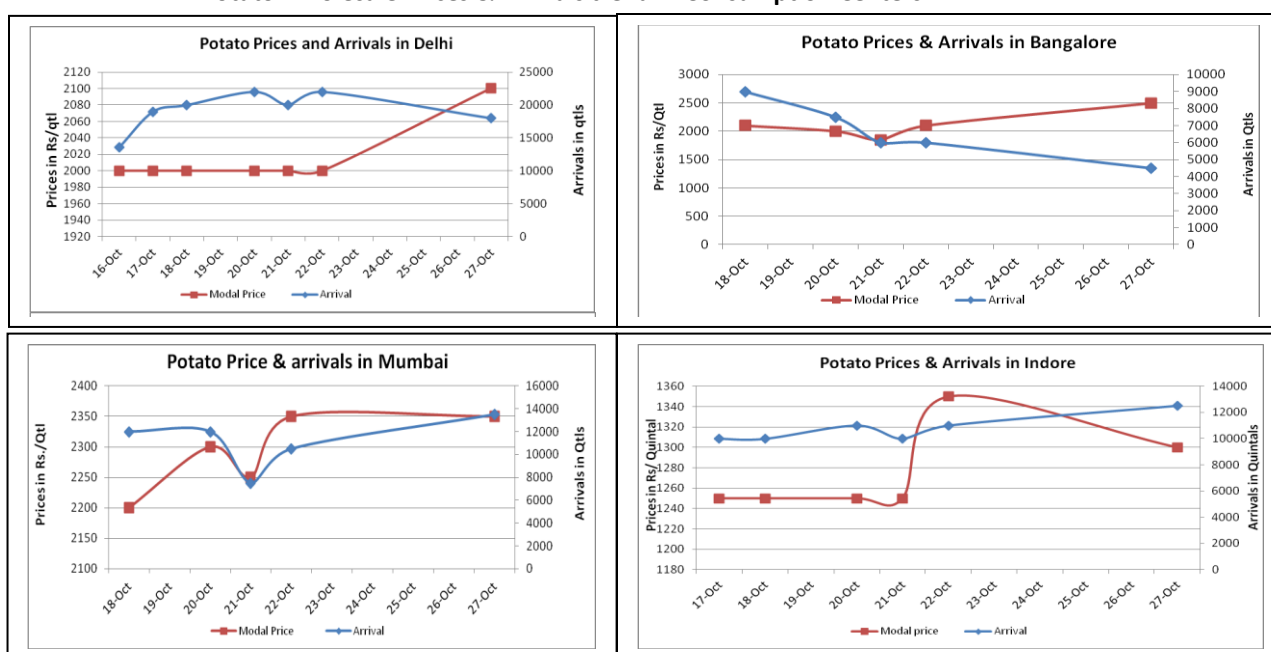 Potato Prices and Arrivals in Delhi
Prices in Rs/qtl
2120
2100
2080
2060
2040
2020
2000
1980
1960
1940
1920
25000
20000
15000
10000
5000
0
Arrivals in qtls
16-Oct
17-Oct
18-Oct
19-Oct
20-Oct
21-Oct
22-Oct
23-Oct
24-Oct
25-Oct
26-Oct
27-Oct
Modal Price
Arrival
Potato Prices & Arrivals in Bangalore
Prices in Rs/Qtl
3000
2500
2000
1500
1000
500
0
10000
9000
8000
7000
6000
5000
4000
3000
2000
1000
0
Arrivals in Qtls
18-Oct
19-Oct
20-Oct
21-Oct
22-Oct
23-Oct
24-Oct
25-Oct
26-Oct
27-Oct
Modal Price
Arrival
Potato Price & arrivals in Mumbai
Prices in Rs./Qtl
2400
2350
2300
2250
2200
2150
2100
16000
14000
12000
10000
8000
6000
4000
2000
0
Arrivals in Qtls
18-Oct
19-Oct
20-Oct
21-Oct
22-Oct
23-Oct
24-Oct
25-Oct
26-Oct
27-Oct
Modal Price
Arrival
Potato Prices & Arrivals in Indore
Prices in Rs/ Quintal
1360
1340
1320
1300
1280
1260
1240
1220
1200
1180
14000
12000
10000
8000
6000
4000
2000
0
Arrivals in Quintals
17-Oct
18-Oct
19-Oct
20-Oct
21-Oct
22-Oct
23-Oct
24-Oct
25-Oct
26-Oct
27-Oct
Modal price
Arrival